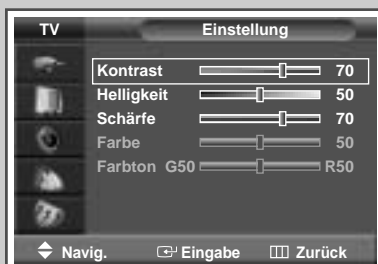 TV Einstellung
Kontrast 70
Helligkeit 50
Schärfe 70
Farbe 50
Farbton G50 R50
Navig. Eingabe Zurück